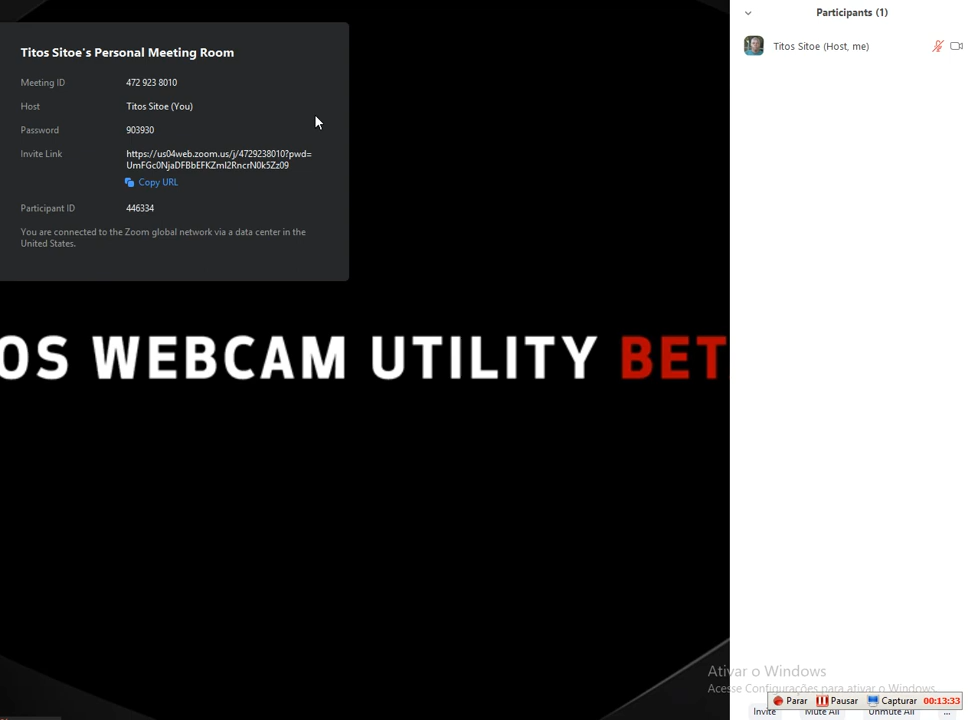 Participants (1)
Titos Sitoe's Personal Meeting Room
Titos Sitoe (Host, me)
Meeting ID 472 923 8010
Host Titos Sitoe (You)
Password 903930
Invite Link https://us04web.zoom.us/j/4729238010?pwd=
UmFGc0NjaDFBbEFKZml2RncrN0k5Zz09
Copy URL
Participant ID 446334
You are connected to the Zoom global network via a data center in the
United States.
OS WEBCAM UTILITY BET
Ativar o Windows
Acesse Configurações para ativar o Windows.
Parar Pausar Capturar 00:13:33
Invite Mute All Unmute All ...